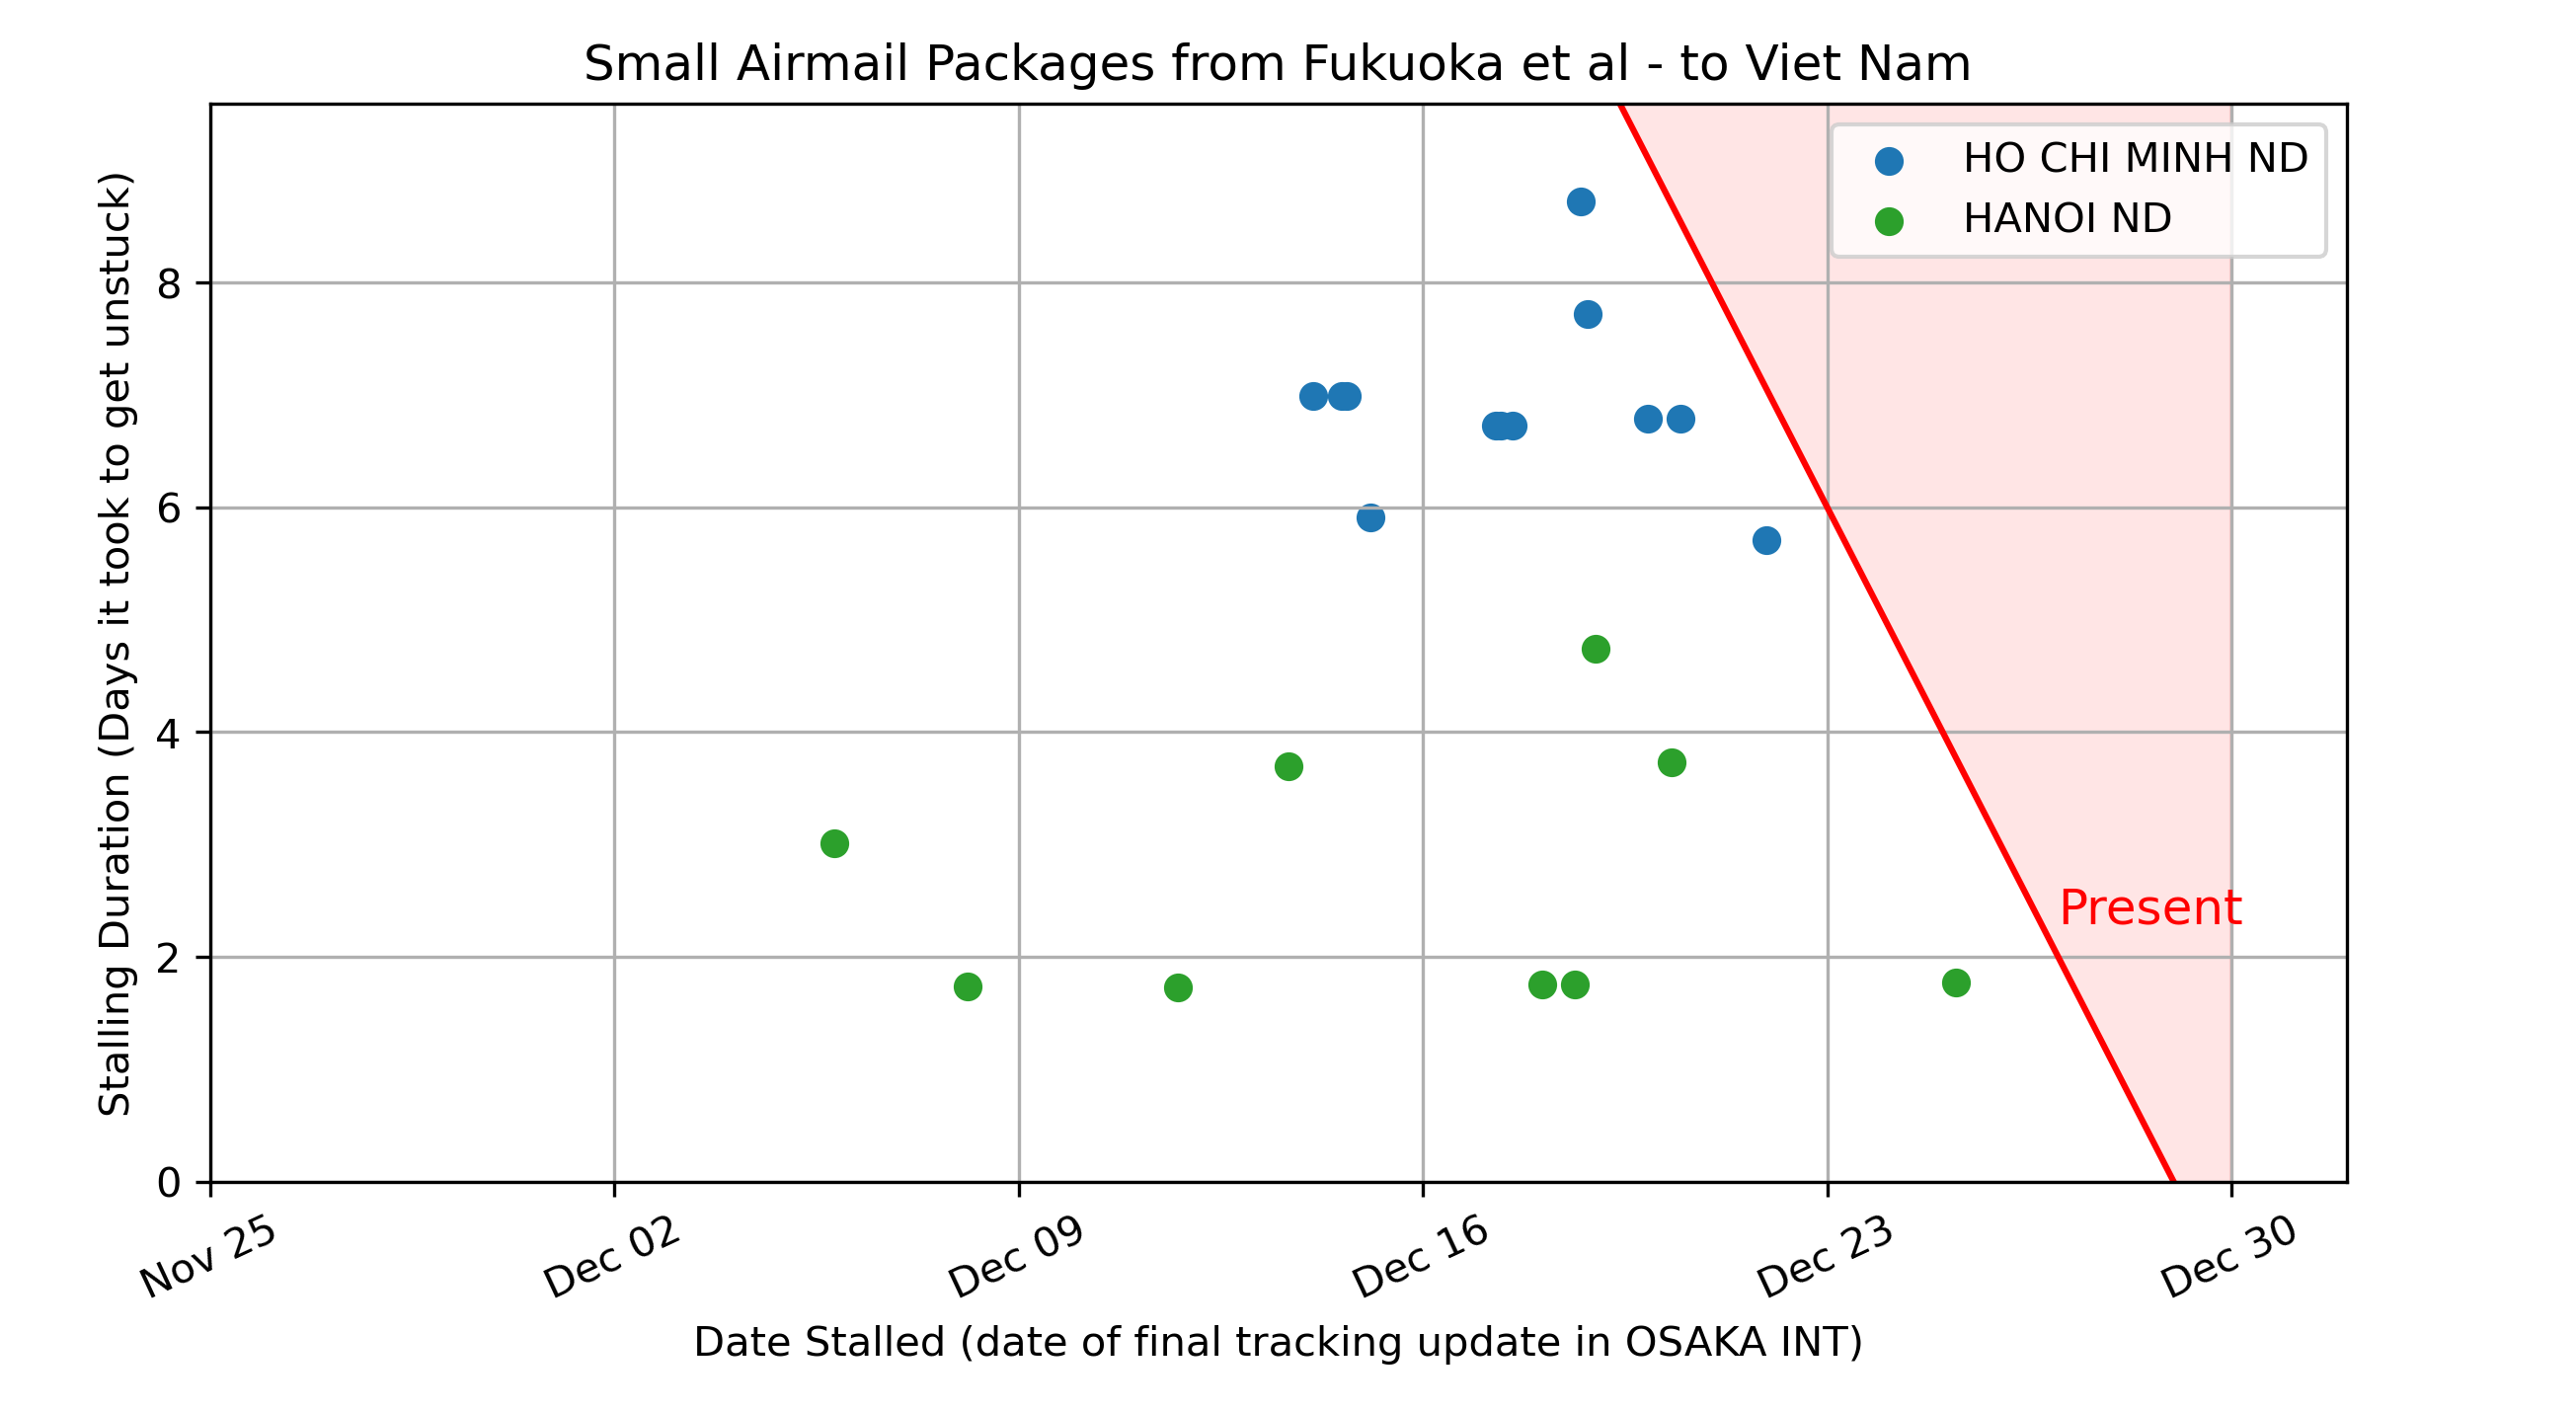 Small Airmail Packages from Fukuoka et al - to Viet Nam
HO CHI MINH ND
HANOI ND
Stalling Duration (Days it took to get unstuck)
8
6
4
2
0
Present
Nov 25
Dec 02
Dec 09
Dec 16
Dec 23
Dec 30
Date Stalled (date of final tracking update in OSAKA INT)